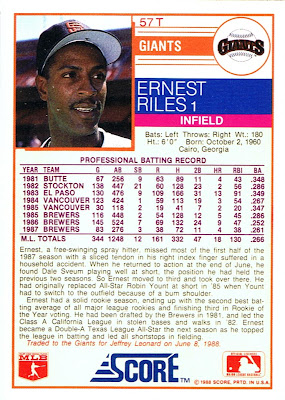 57T
GIANTS
GIANTS
ERNEST
RILES 1
INFIELD
Bats: Left Throws: Right Wt.: 180
Ht.: 6'0" Born: October 2, 1960
Cairo, Georgia
PROFESSIONAL BATTING RECORD
YEAR TEAM G AB SB R H 2B HR RBI BA
1981 BUTTE 67 256 9 63 89 11 4 43 .348
1982 STOCKTON 138 447 21 60 128 23 2 56 .286
1983 EL PASO 130 476 9 109 166 31 13 91 .349
1984 VANCOUVER 123 424 1 59 113 19 3 54 .267
1985 VANCOUVER 30 118 1 19 41 7 2 20 .347
1985 BREWERS 116 448 2 54 128 12 5 45 .286
1986 BREWERS 145 524 7 69 132 24 9 47 .252
1987 BREWERS 83 276 3 38 72 11 4 38 .261
M.L. TOTALS 344 1248 12 161 332 47 18 130 .266
Ernest, a free-swinging spray hitter, missed most of the first half of the
1987 season with a sliced tendon in his right index finger suffered in a
household accident. When he returned to action at the end of June, he
found Dale Sveum playing well at short, the position he had held the
previous two seasons. So Ernest moved to third and took over there. He
had originally replaced All-Star Robin Yount at short in '85 when Yount
had to switch to the outfield because of a bum shoulder.
Ernest had a solid rookie season, ending up with the second best bat-
ting average of all major league rookies and finishing third in Rookie of
the Year voting. He had been drafted by the Brewers in 1981, and led
the Class A California League in stolen bases and walks in '82. Ernest
became a Double-A Texas League All-Star the next season as he topped
the league in batting and led all shortstops in fielding.
Traded to the Giants for Jeffrey Leonard on June 8, 1988.
MLB
SCORE
™
© 1988 SCORE, PRTD. IN U.S.A.